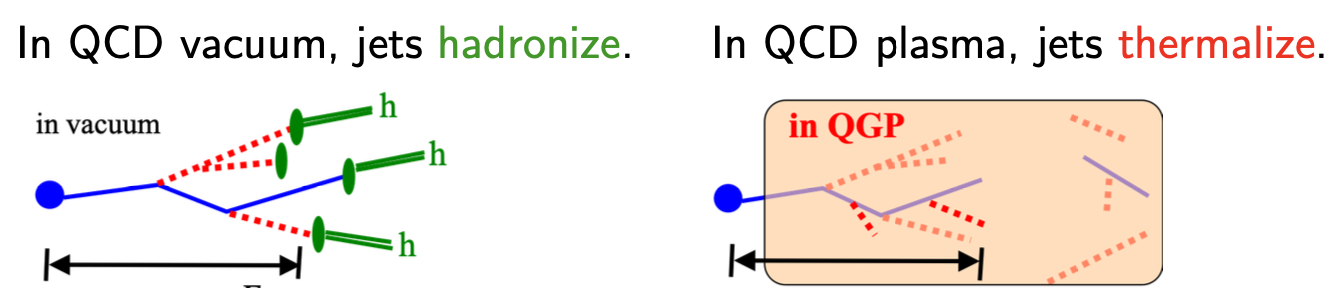 In QCD vacuum, jets hadronize.
in vacuum
h
h
h
In QCD plasma, jets thermalize.
in QGP